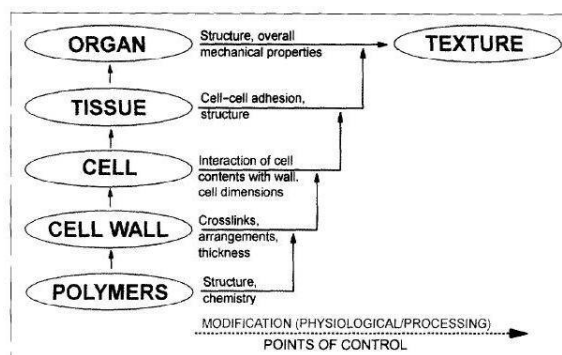 ORGAN
Structure, overall
mechanical properties
TEXTURE
TISSUE
Cell–cell adhesion,
structure
CELL
Interaction of cell
contents with wall,
cell dimensions
CELL WALL
Crosslinks,
arrangements,
thickness
POLYMERS
Structure,
chemistry
MODIFICATION (PHYSIOLOGICAL/PROCESSING)
POINTS OF CONTROL